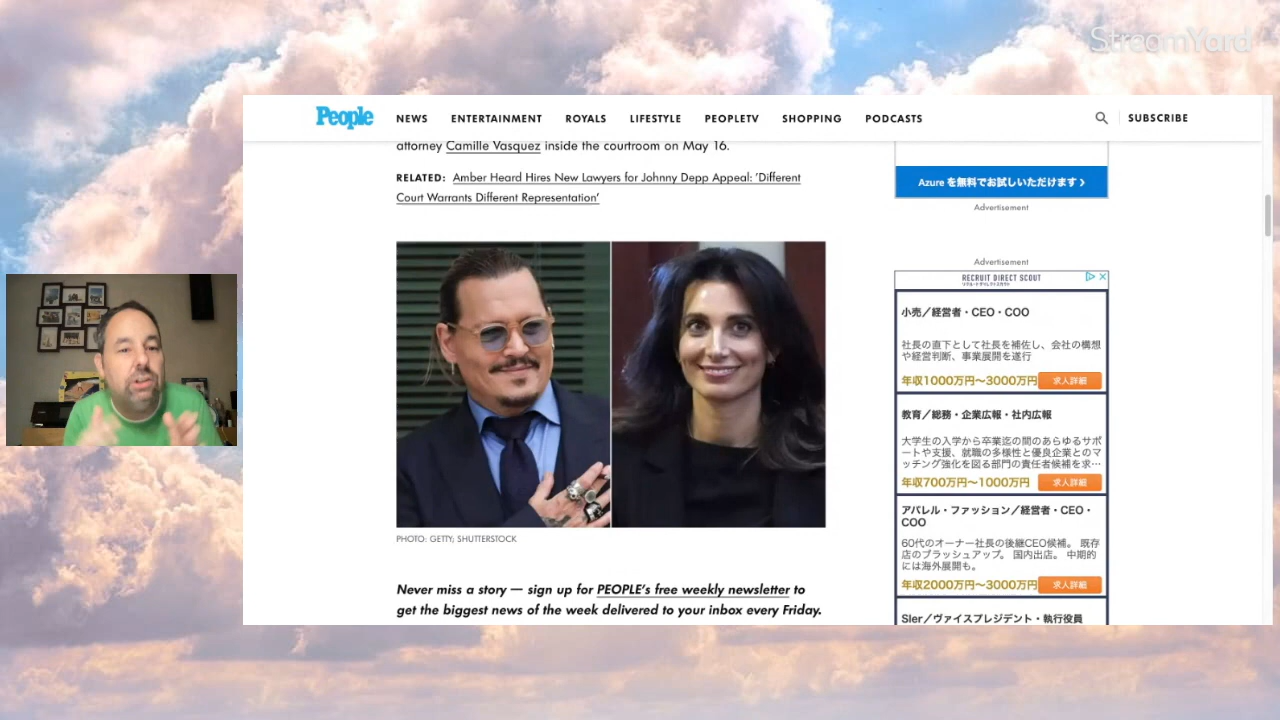 StreamYard
People NEWS ENTERTAINMENT ROYALS LIFESTYLE PEOPLETV SHOPPING PODCASTS SUBSCRIBE
attorney Camille Vasquez inside the courtroom on May 16.
RELATED: Amber Heard Hires New Lawyers for Johnny Depp Appeal: 'Different
Court Warrants Different Representation'
PHOTO: GETTY; SHUTTERSTOCK
Never miss a story — sign up for PEOPLE's free weekly newsletter to
get the biggest news of the week delivered to your inbox every Friday.
Azure を無料でお試しいただけます >
Advertisement
Advertisement
RECRUIT DIRECT SCOUT
リクルートダイレクトスカウト
小売／経営者・CEO・COO
社長の直下として社長を補佐し、会社の構想
や経営判断、事業展開を遂行
年収1000万円〜3000万円 求人詳細
教育／総務・企業広報・社内広報
大学生の入学から卒業迄の間のあらゆるサポ
ートや支援、就職の多様性と優良企業とのマ
ッチング強化を図る部門の責任者候補を求…
年収700万円〜1000万円 求人詳細
アパレル・ファッション／経営者・CEO・
COO
60代のオーナー社長の後継CEO候補。 既存
店のブラッシュアップ。 国内出店。 中期的
には海外展開も。
年収2000万円〜3000万円 求人詳細
SIer／ヴァイスプレジデント・執行役員